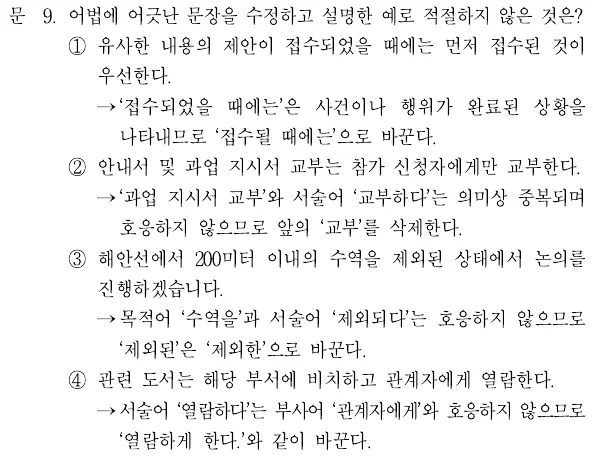 문 9. 어법에 어긋난 문장을 수정하고 설명한 예로 적절하지 않은 것은?
① 유사한 내용의 제안이 접수되었을 때에는 먼저 접수된 것이
우선한다.
→‘접수되었을 때에는’은 사건이나 행위가 완료된 상황을
나타내므로 ‘접수될 때에는’으로 바꾼다.
② 안내서 및 과업 지시서 교부는 참가 신청자에게만 교부한다.
→‘과업 지시서 교부’와 서술어 ‘교부하다’는 의미상 중복되며
호응하지 않으므로 앞의 ‘교부’를 삭제한다.
③ 해안선에서 200미터 이내의 수역을 제외된 상태에서 논의를
진행하겠습니다.
→목적어 ‘수역을’과 서술어 ‘제외되다’는 호응하지 않으므로
‘제외된’은 ‘제외한’으로 바꾼다.
④ 관련 도서는 해당 부서에 비치하고 관계자에게 열람한다.
→서술어 ‘열람하다’는 부사어 ‘관계자에게’와 호응하지 않으므로
‘열람하게 한다.’와 같이 바꾼다.